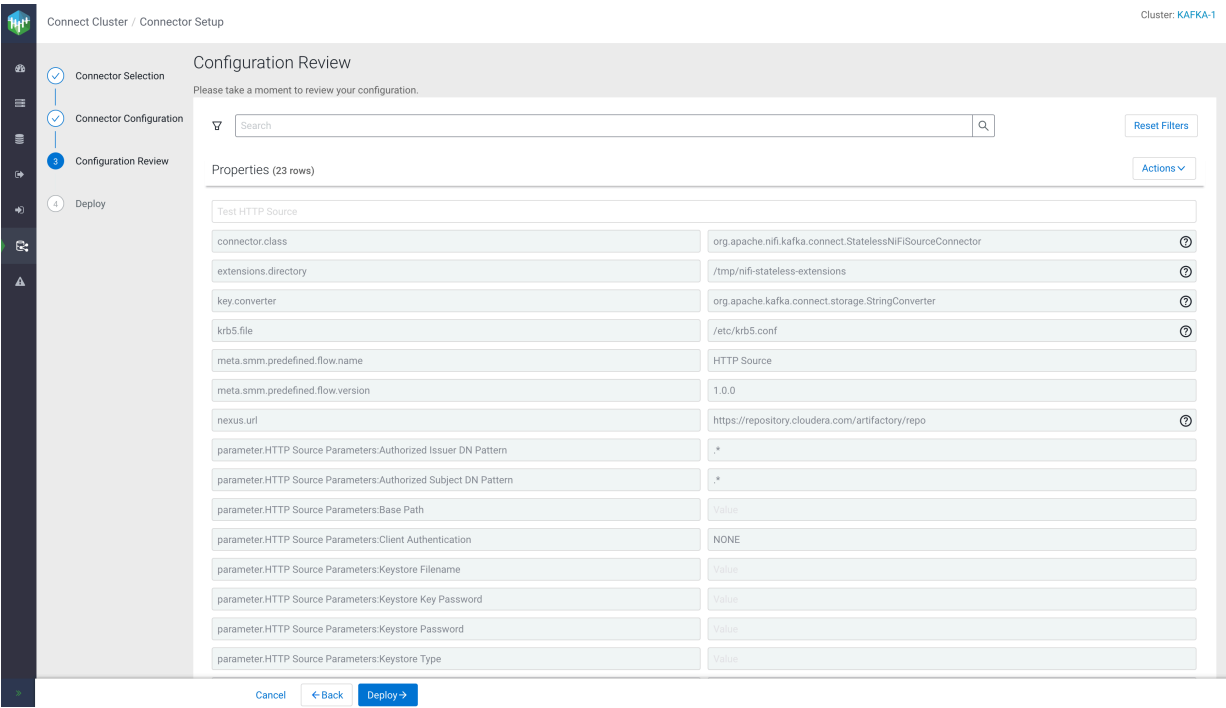 Connect Cluster / Connector Setup
Cluster: KAFKA-1
Connector Selection
Connector Configuration
3 Configuration Review
4 Deploy
Configuration Review
Please take a moment to review your configuration.
Search
Reset Filters
Properties (23 rows)
Actions
Test HTTP Source
connector.class org.apache.nifi.kafka.connect.StatelessNiFiSourceConnector
extensions.directory /tmp/nifi-stateless-extensions
key.converter org.apache.kafka.connect.storage.StringConverter
krb5.file /etc/krb5.conf
meta.smm.predefined.flow.name HTTP Source
meta.smm.predefined.flow.version 1.0.0
nexus.url https://repository.cloudera.com/artifactory/repo
parameter.HTTP Source Parameters:Authorized Issuer DN Pattern .*
parameter.HTTP Source Parameters:Authorized Subject DN Pattern .*
parameter.HTTP Source Parameters:Base Path Value
parameter.HTTP Source Parameters:Client Authentication NONE
parameter.HTTP Source Parameters:Keystore Filename Value
parameter.HTTP Source Parameters:Keystore Key Password Value
parameter.HTTP Source Parameters:Keystore Password Value
parameter.HTTP Source Parameters:Keystore Type Value
Cancel
Back
Deploy